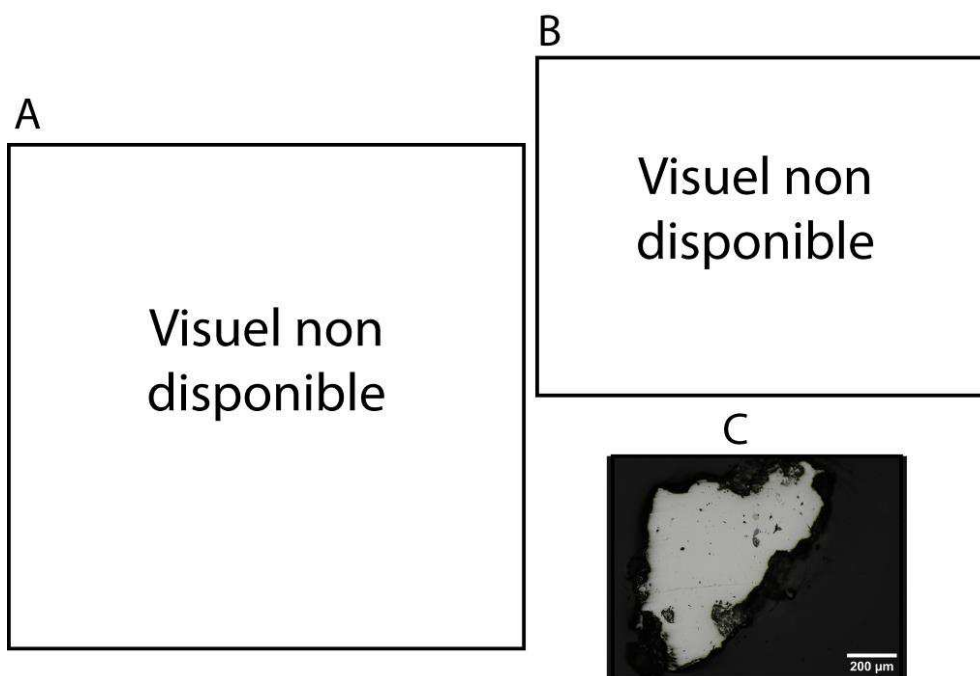 A
Visuel non
disponible
B
Visuel non
disponible
C
200 µm